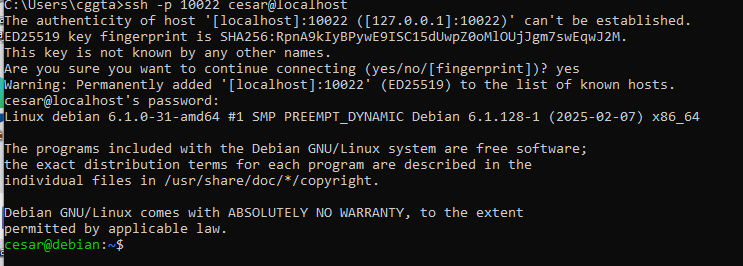 C:\Users\cggta>ssh -p 10022 cesar@localhost
The authenticity of host '[localhost]:10022 ([127.0.0.1]:10022)' can't be established.
ED25519 key fingerprint is SHA256:RpnA9kIyBPywE9ISC15dUwpZ0oMlOUjJgm7swEqwJ2M.
This key is not known by any other names.
Are you sure you want to continue connecting (yes/no/[fingerprint])? yes
Warning: Permanently added '[localhost]:10022' (ED25519) to the list of known hosts.
cesar@localhost's password:
Linux debian 6.1.0-31-amd64 #1 SMP PREEMPT_DYNAMIC Debian 6.1.128-1 (2025-02-07) x86_64

The programs included with the Debian GNU/Linux system are free software;
the exact distribution terms for each program are described in the
individual files in /usr/share/doc/*/copyright.

Debian GNU/Linux comes with ABSOLUTELY NO WARRANTY, to the extent
permitted by applicable law.
cesar@debian:~$